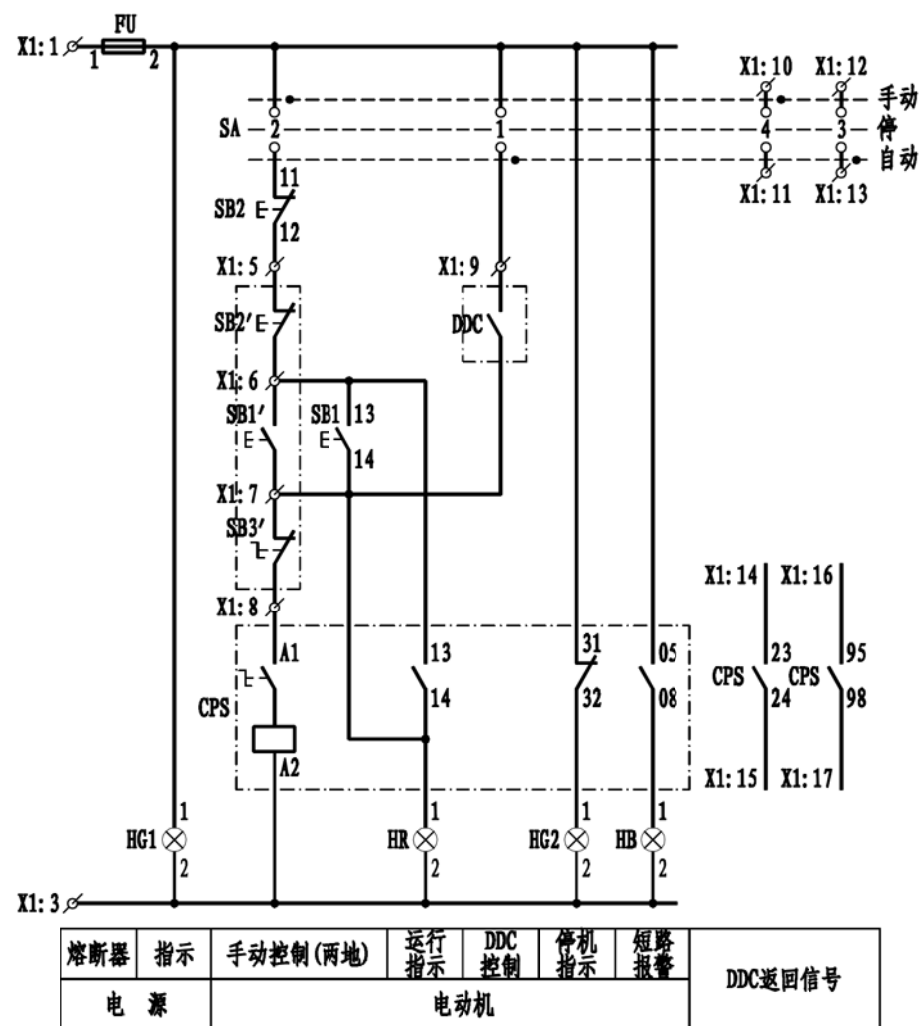 FU
X1:1 1 2
X1:10 X1:12
手动
SA 2 1 4 3 停
自动
X1:11 X1:13
11
SB2
12
X1:5 X1:9
SB2′ DDC
X1:6
SB1′ SB1 13
14
X1:7
SB3′
X1:14 X1:16
X1:8
A1 13 31 05 23 95
CPS CPS
CPS 14 32 08 24 98
A2
X1:15 X1:17
1 1 1 1
HG1 HR HG2 HB
2 2 2 2
X1:3
熔断器 指示 手动控制(两地) 运行指示 DDC控制 停机指示 短路报警 DDC返回信号
电源 电动机